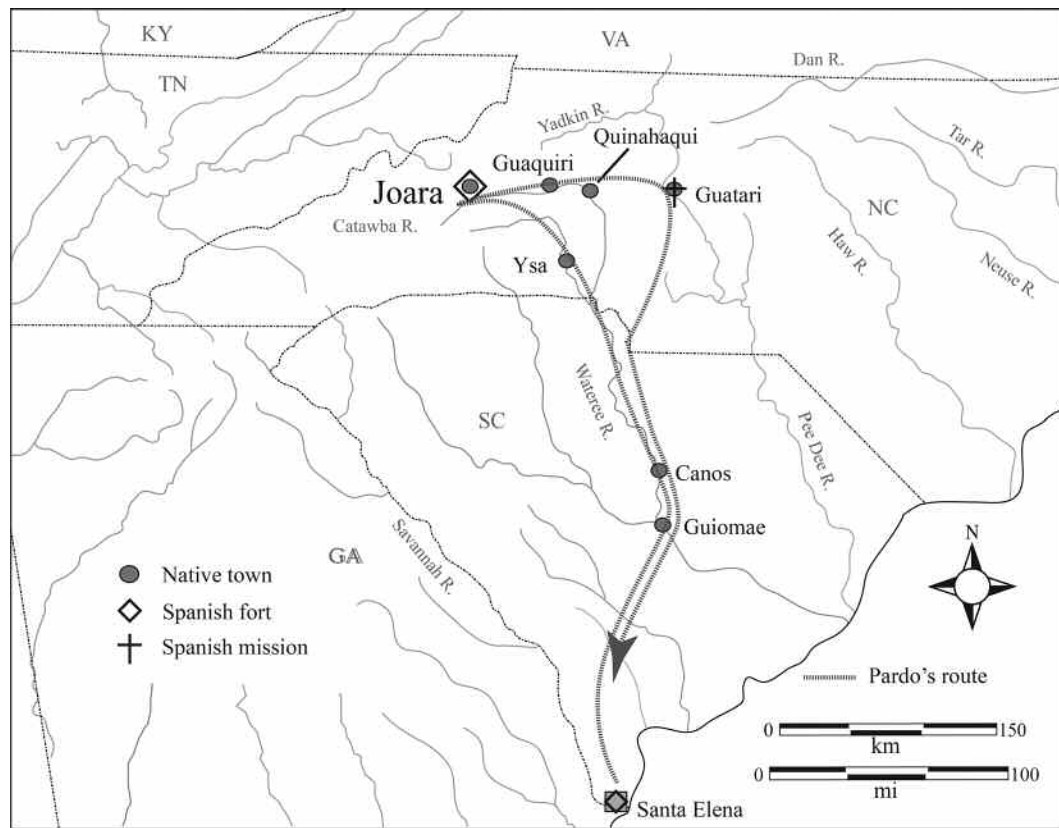 KY
VA
TN
Dan R.
Yadkin R.
Quinahaqui
Tar R.
Guaquiri
Joara
Guatari
NC
Catawba R.
Haw R.
Neuse R.
Ysa
Wateree R.
SC
Pee Dee R.
Canos
Guiomae
Savannah R.
GA
N
Native town
Spanish fort
Spanish mission
Pardo's route
0 150
km
0 100
mi
Santa Elena